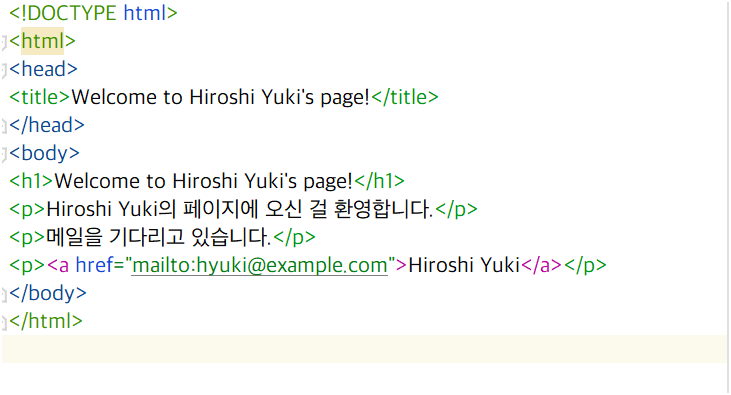 <!DOCTYPE html>
<html>
<head>
<title>Welcome to Hiroshi Yuki's page!</title>
</head>
<body>
<h1>Welcome to Hiroshi Yuki's page!</h1>
<p>Hiroshi Yuki의 페이지에 오신 걸 환영합니다.</p>
<p>메일을 기다리고 있습니다.</p>
<p><a href="mailto:hyuki@example.com">Hiroshi Yuki</a></p>
</body>
</html>